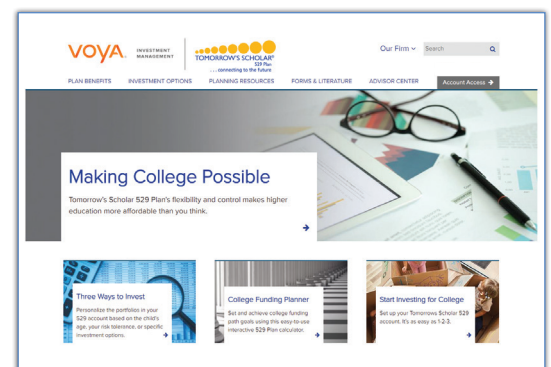 VOYA. INVESTMENT
MANAGEMENT
TOMORROW'S SCHOLAR®
529 Plan
. . . connecting to the future
Our Firm
Search
PLAN BENEFITS INVESTMENT OPTIONS PLANNING RESOURCES FORMS & LITERATURE ADVISOR CENTER Account Access
Making College Possible
Tomorrow's Scholar 529 Plan's flexibility and control makes higher
education more affordable than you think.
Three Ways to Invest
Personalize the portfolios in your
529 account based on the child's
age, your risk tolerance, or specific
investment options.
College Funding Planner
Set and achieve college funding
path goals using this easy-to-use
interactive 529 Plan calculator.
Start Investing for College
Set up your Tomorrows Scholar 529
account. It's as easy as 1-2-3.